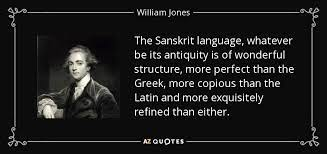 William Jones
The Sanskrit language, whatever
be its antiquity is of wonderful
structure, more perfect than the
Greek, more copious than the
Latin and more exquisitely
refined than either.
AZ QUOTES